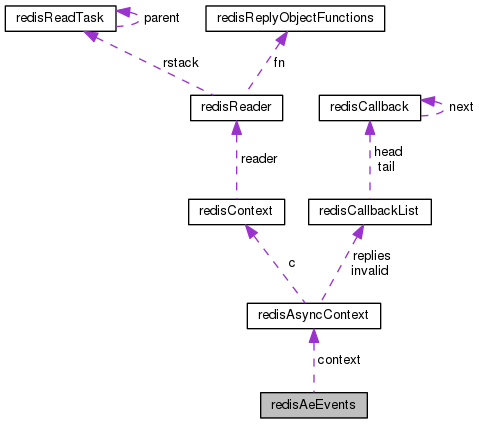 redisReadTask
parent
redisReplyObjectFunctions
rstack
fn
redisReader
redisCallback
next
reader
head
tail
redisContext
redisCallbackList
c
replies
invalid
redisAsyncContext
context
redisAeEvents